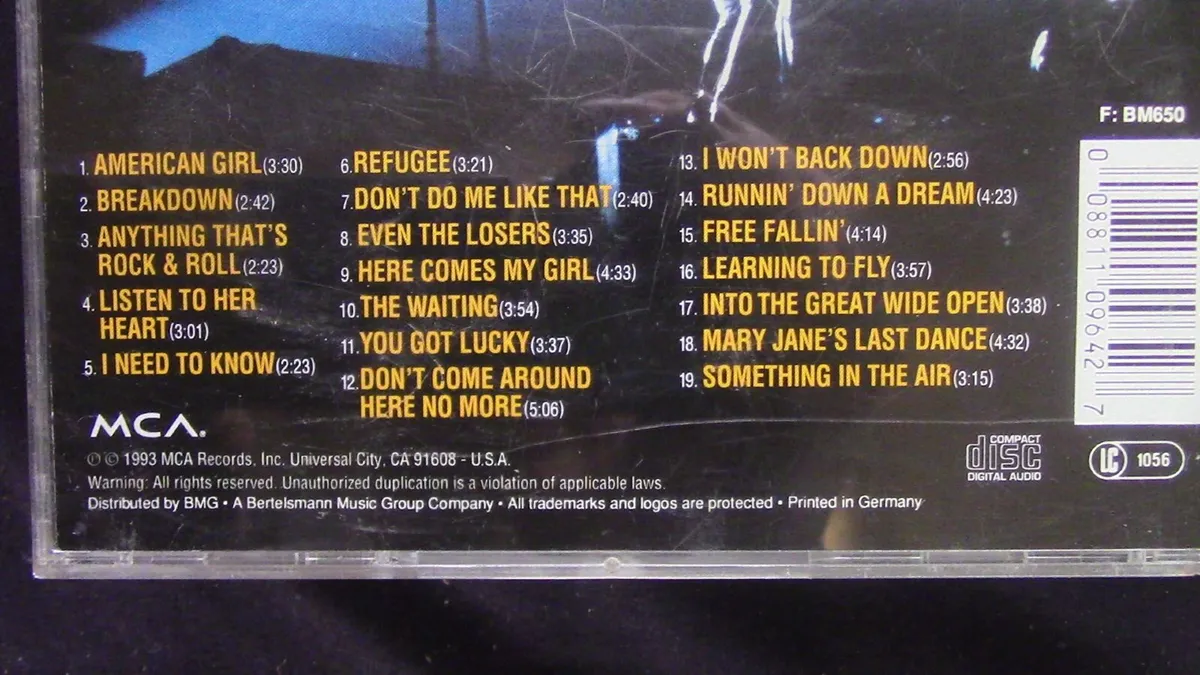 F: BM650
1. AMERICAN GIRL (3:30)
2. BREAKDOWN (2:42)
3. ANYTHING THAT'S
ROCK & ROLL (2:23)
4. LISTEN TO HER
HEART (3:01)
5. I NEED TO KNOW (2:23)
6. REFUGEE (3:21)
7. DON'T DO ME LIKE THAT (2:40)
8. EVEN THE LOSERS (3:35)
9. HERE COMES MY GIRL (4:33)
10. THE WAITING (3:54)
11. YOU GOT LUCKY (3:37)
12. DON'T COME AROUND
HERE NO MORE (5:06)
13. I WON'T BACK DOWN (2:56)
14. RUNNIN' DOWN A DREAM (4:23)
15. FREE FALLIN' (4:14)
16. LEARNING TO FLY (3:57)
17. INTO THE GREAT WIDE OPEN (3:38)
18. MARY JANE'S LAST DANCE (4:32)
19. SOMETHING IN THE AIR (3:15)
0 08811 09642 7
MCA.
℗ © 1993 MCA Records, Inc. Universal City, CA 91608 - U.S.A.
Warning: All rights reserved. Unauthorized duplication is a violation of applicable laws.
Distributed by BMG • A Bertelsmann Music Group Company • All trademarks and logos are protected • Printed in Germany
COMPACT
disc
DIGITAL AUDIO
LC 1056